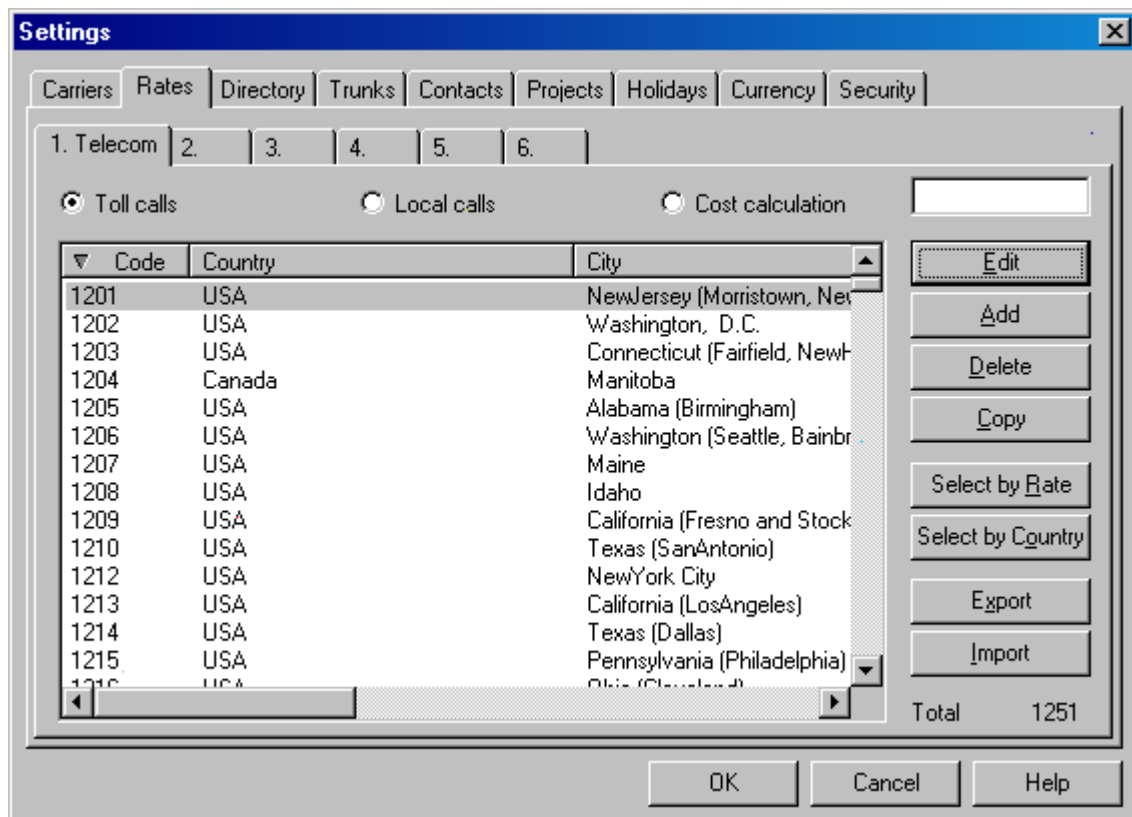 Settings
Carriers Rates Directory Trunks Contacts Projects Holidays Currency Security
1. Telecom 2. 3. 4. 5. 6.
Toll calls Local calls Cost calculation
Code Country City
1201 USA NewJersey (Morristown, Nev
1202 USA Washington, D.C.
1203 USA Connecticut (Fairfield, NewH
1204 Canada Manitoba
1205 USA Alabama (Birmingham)
1206 USA Washington (Seattle, Bainbr
1207 USA Maine
1208 USA Idaho
1209 USA California (Fresno and Stock
1210 USA Texas (SanAntonio)
1212 USA NewYork City
1213 USA California (LosAngeles)
1214 USA Texas (Dallas)
1215 USA Pennsylvania (Philadelphia)
1216 USA Ohio (Cleveland)
Edit
Add
Delete
Copy
Select by Rate
Select by Country
Export
Import
Total 1251
OK Cancel Help